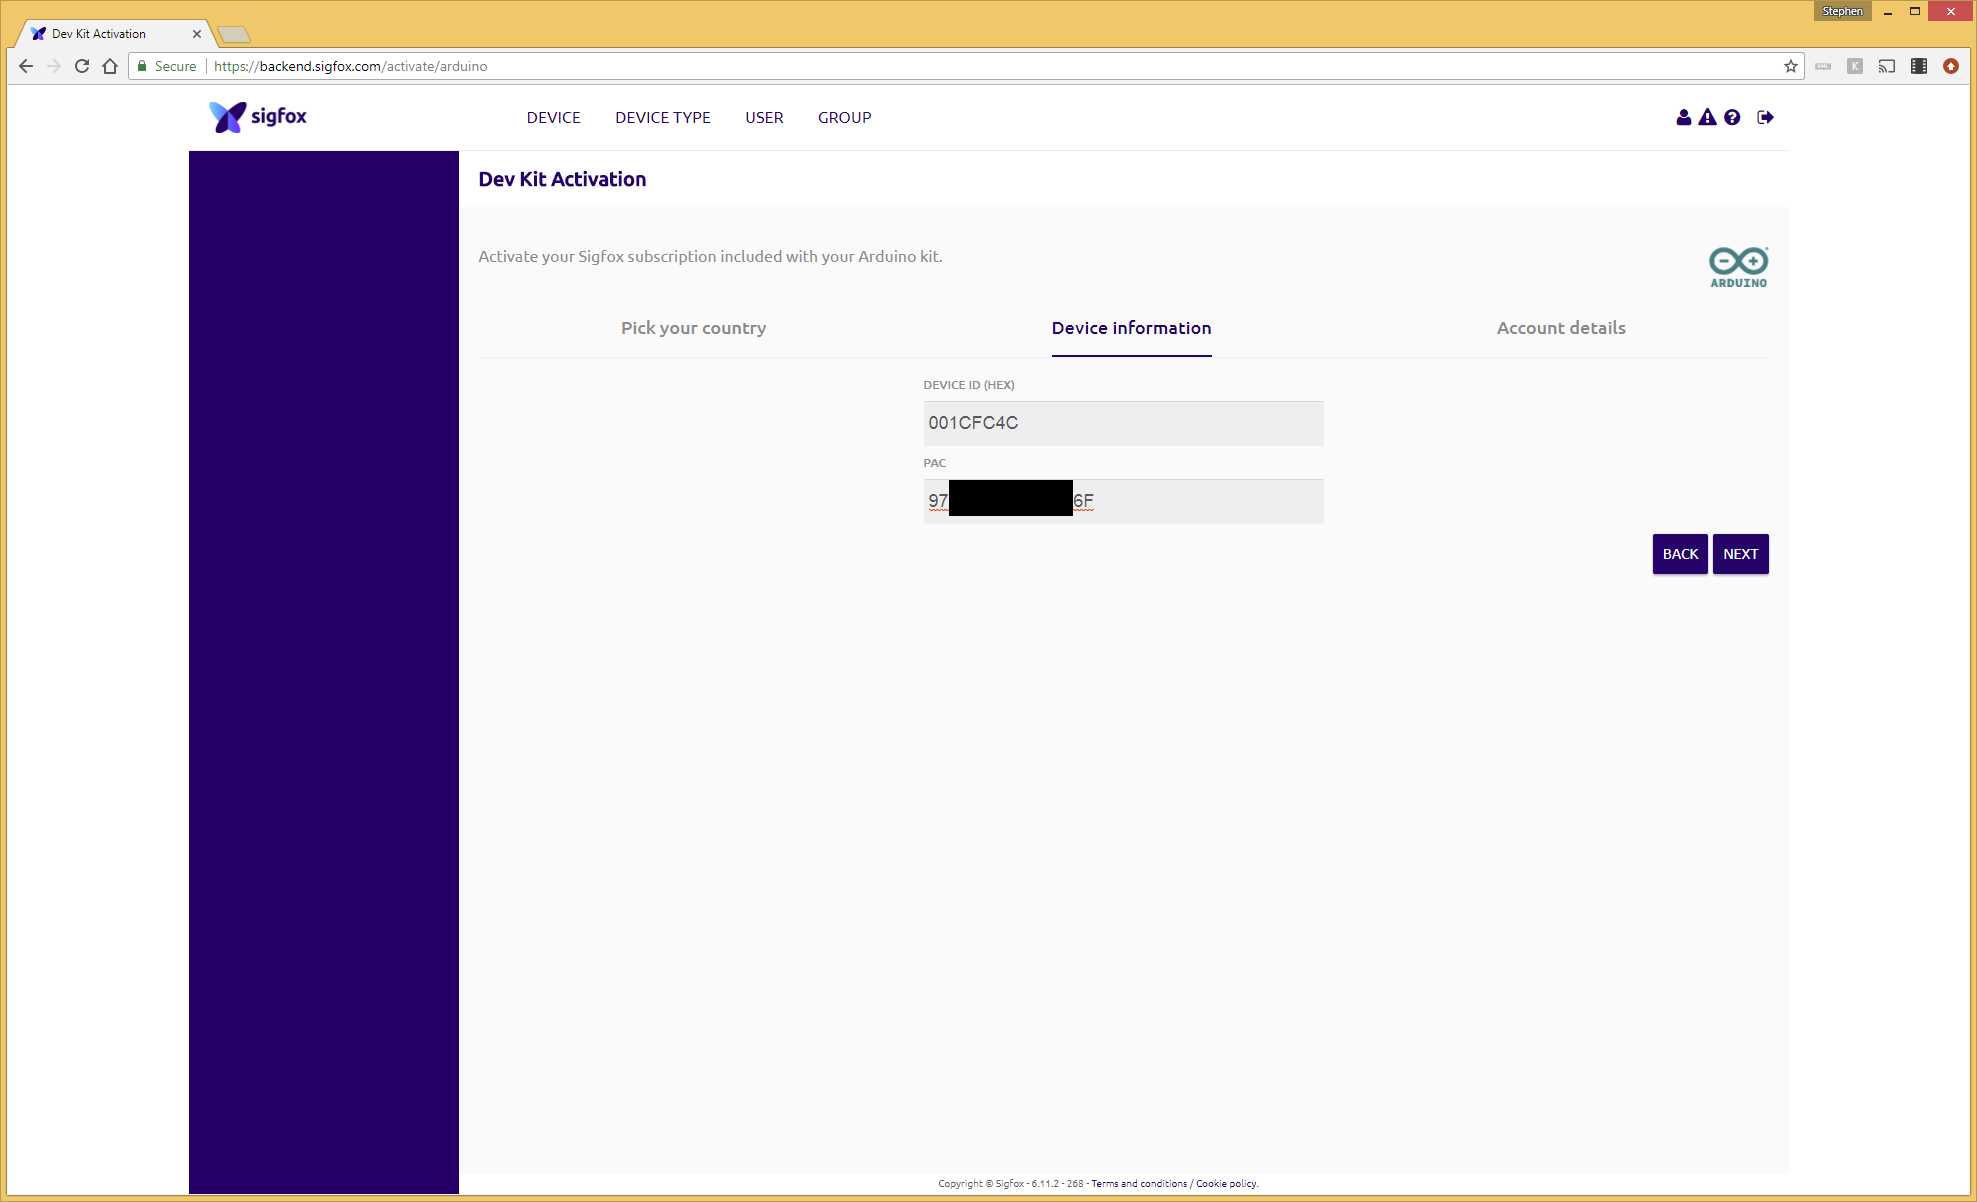 Stephen
Dev Kit Activation
Secure https://backend.sigfox.com/activate/arduino
sigfox DEVICE DEVICE TYPE USER GROUP
Dev Kit Activation
Activate your Sigfox subscription included with your Arduino kit.
ARDUINO
Pick your country Device information Account details
DEVICE ID (HEX)
001CFC4C
PAC
97 6F
BACK NEXT
Copyright © Sigfox - 6.11.2 - 268 - Terms and conditions / Cookie policy.